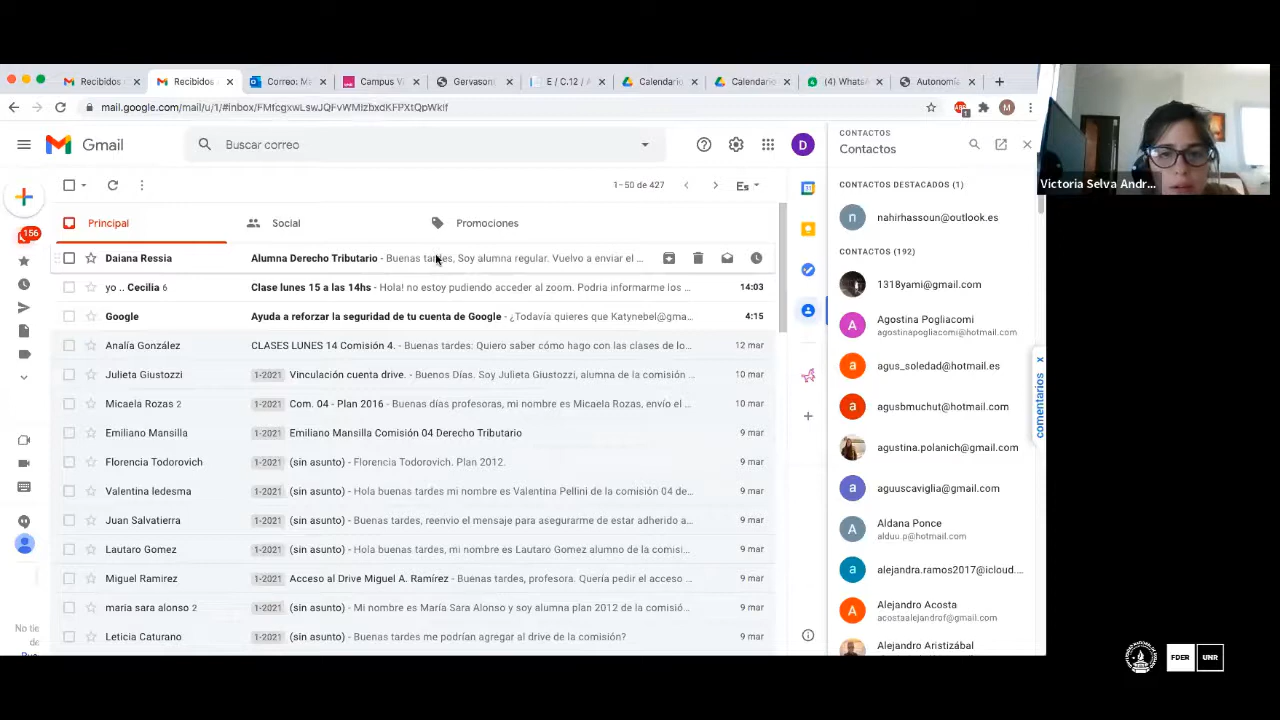 Recibidos
Recibidos
Correo: M
Campus V
Gervason
E / C.12 / A
Calendario
Calendario
(4) Whats
Autonomía
mail.google.com/mail/u/1/#inbox/FMfcgxwLswJQFvWMlzbxdKFPXtQpWkif
M
Gmail
Buscar correo
D
1-50 de 427
Es
156
Principal
Social
Promociones
Daiana Ressia
Alumna Derecho Tributario - Buenas tardes, Soy alumna regular. Vuelvo a enviar el ...
yo .. Cecilia 6
Clase lunes 15 a las 14hs - Hola! no estoy pudiendo acceder al zoom. Podria informarme los ...
14:03
Google
Ayuda a reforzar la seguridad de tu cuenta de Google - ¿Todavía quieres que Katynebel@gma...
4:15
Analía González
CLASES LUNES 14 Comisión 4. - Buenas tardes: Quiero saber cómo hago con las clases de lo...
12 mar
Julieta Giustozzi
1-2021 Vinculación cuenta drive. - Buenos Días. Soy Julieta Giustozzi, alumna de la comisión ...
10 mar
Micaela Rozas 2
1-2021 Com. 04 - Plan 2016 - Buenos días profesoras, mi nombre es Micaela Rozas, envío el ...
10 mar
Emiliano Mansilla
1-2021 Emiliano Mansilla Comisión 04 Derecho Tributario
9 mar
Florencia Todorovich
1-2021 (sin asunto) - Florencia Todorovich. Plan 2012.
9 mar
Valentina ledesma
1-2021 (sin asunto) - Hola buenas tardes mi nombre es Valentina Pellini de la comisión 04 de...
9 mar
Juan Salvatierra
1-2021 (sin asunto) - Buenas tardes, reenvio el mensaje para asegurarme de estar adherido a...
9 mar
Lautaro Gomez
1-2021 (sin asunto) - Hola buenas tardes, mi nombre es Lautaro Gomez alumno de la comisi...
9 mar
Miguel Ramirez
1-2021 Acceso al Drive Miguel A. Ramírez - Buenas tardes, profesora. Quería pedir el acceso ...
9 mar
maría sara alonso 2
1-2021 (sin asunto) - Mi nombre es María Sara Alonso y soy alumna plan 2012 de la comisió...
9 mar
Leticia Caturano
1-2021 (sin asunto) - Buenas tardes me podrían agregar al drive de la comisión?
9 mar
No tie
de
CONTACTOS
Contactos
CONTACTOS DESTACADOS (1)
n
nahirhassoun@outlook.es
CONTACTOS (192)
1318yami@gmail.com
A
Agostina Pogliacomi
agostinapogliacomi@hotmail.com
a
agus_soledad@hotmail.es
a
agusbmuchut@hotmail.com
agustina.polanich@gmail.com
a
aguuscaviglia@gmail.com
A
Aldana Ponce
alduu.p@hotmail.com
a
alejandra.ramos2017@icloud....
A
Alejandro Acosta
acostaalejandrof@gmail.com
Alejandro Aristizábal
comentarios x
Victoria Selva Andr...
FDER
UNR